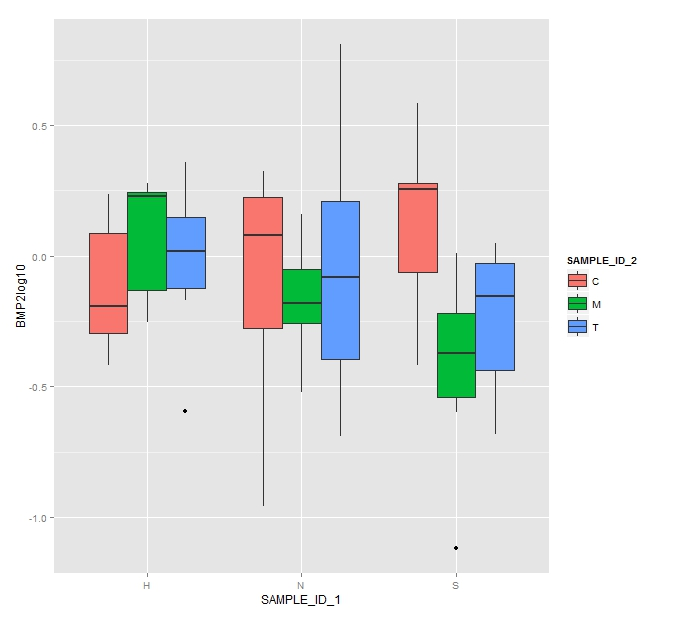 BMP2log10
0.5
0.0
-0.5
-1.0
H N S
SAMPLE_ID_1
SAMPLE_ID_2
C
M
T